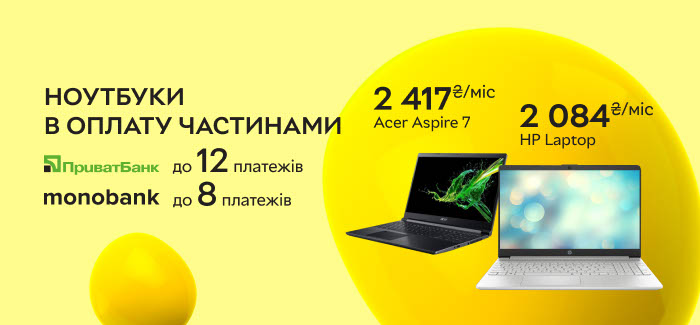 НОУТБУКИ
В ОПЛАТУ ЧАСТИНАМИ
ПриватБанк до 12 платежів
monobank до 8 платежів
2 417 ₴/міс
Acer Aspire 7
2 084 ₴/міс
HP Laptop